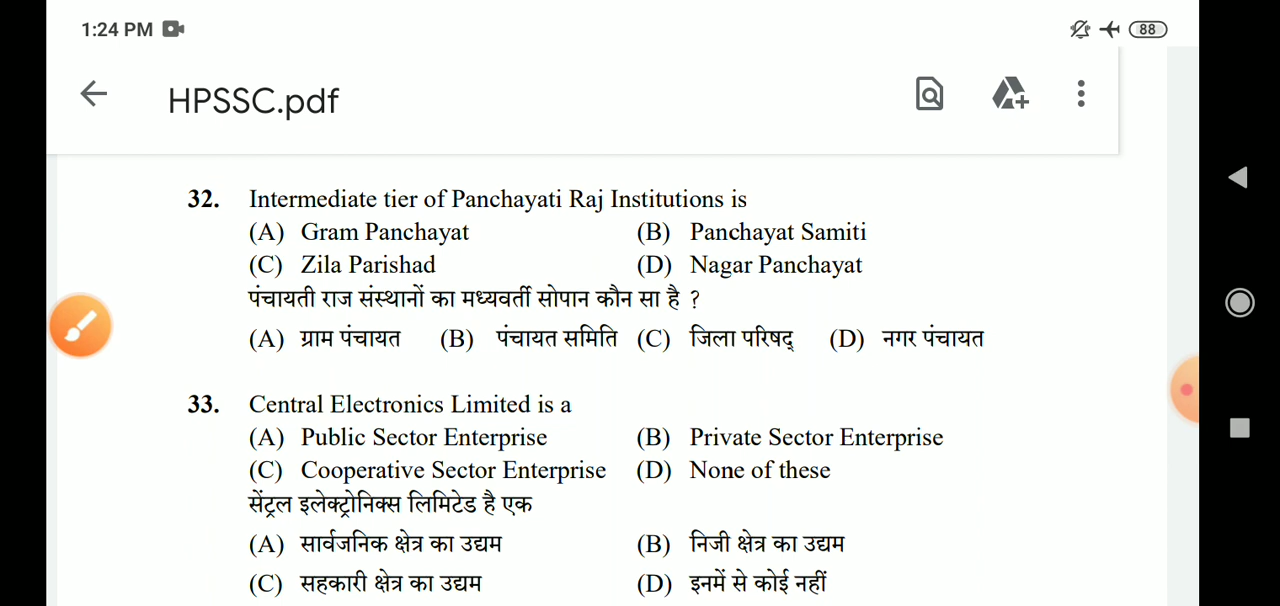 1:24 PM
88
HPSSC.pdf
32. Intermediate tier of Panchayati Raj Institutions is
(A) Gram Panchayat (B) Panchayat Samiti
(C) Zila Parishad (D) Nagar Panchayat
पंचायती राज संस्थानों का मध्यवर्ती सोपान कौन सा है ?
(A) ग्राम पंचायत (B) पंचायत समिति (C) जिला परिषद् (D) नगर पंचायत
33. Central Electronics Limited is a
(A) Public Sector Enterprise (B) Private Sector Enterprise
(C) Cooperative Sector Enterprise (D) None of these
सेंट्रल इलेक्ट्रोनिक्स लिमिटेड है एक
(A) सार्वजनिक क्षेत्र का उद्यम (B) निजी क्षेत्र का उद्यम
(C) सहकारी क्षेत्र का उद्यम (D) इनमें से कोई नहीं